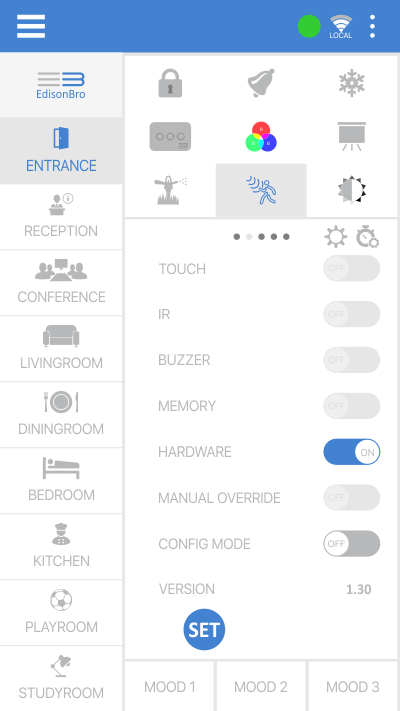 LOCAL
EdisonBro
ENTRANCE
RECEPTION
CONFERENCE
LIVINGROOM
DININGROOM
BEDROOM
KITCHEN
PLAYROOM
STUDYROOM
TOUCH OFF
IR OFF
BUZZER OFF
MEMORY OFF
HARDWARE ON
MANUAL OVERRIDE OFF
CONFIG MODE OFF
VERSION 1.30
SET
MOOD 1 MOOD 2 MOOD 3